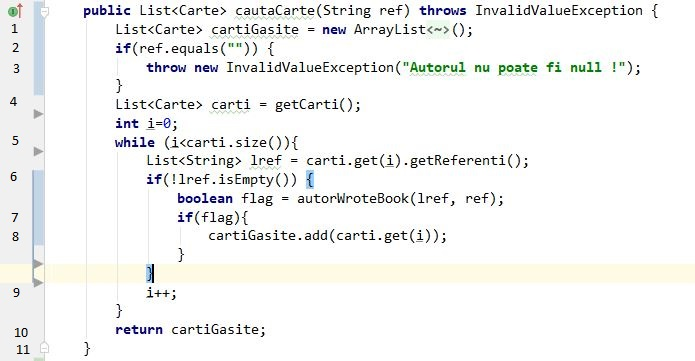 public List<Carte> cautaCarte(String ref) throws InvalidValueException {
1 List<Carte> cartiGasite = new ArrayList<~>();
2 if(ref.equals("")) {
3 throw new InvalidValueException("Autorul nu poate fi null !");
}
4 List<Carte> carti = getCarti();
int i=0;
5 while (i<carti.size()){
List<String> lref = carti.get(i).getReferenti();
6 if(!lref.isEmpty()) {
boolean flag = autorWroteBook(lref, ref);
7 if(flag){
8 cartiGasite.add(carti.get(i));
}
}
9 i++;
}
10 return cartiGasite;
11 }